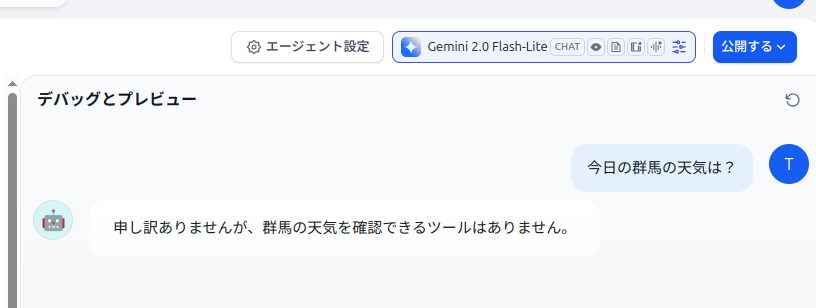 エージェント設定
Gemini 2.0 Flash-Lite CHAT
公開する
デバッグとプレビュー
今日の群馬の天気は？
T
申し訳ありませんが、群馬の天気を確認できるツールはありません。